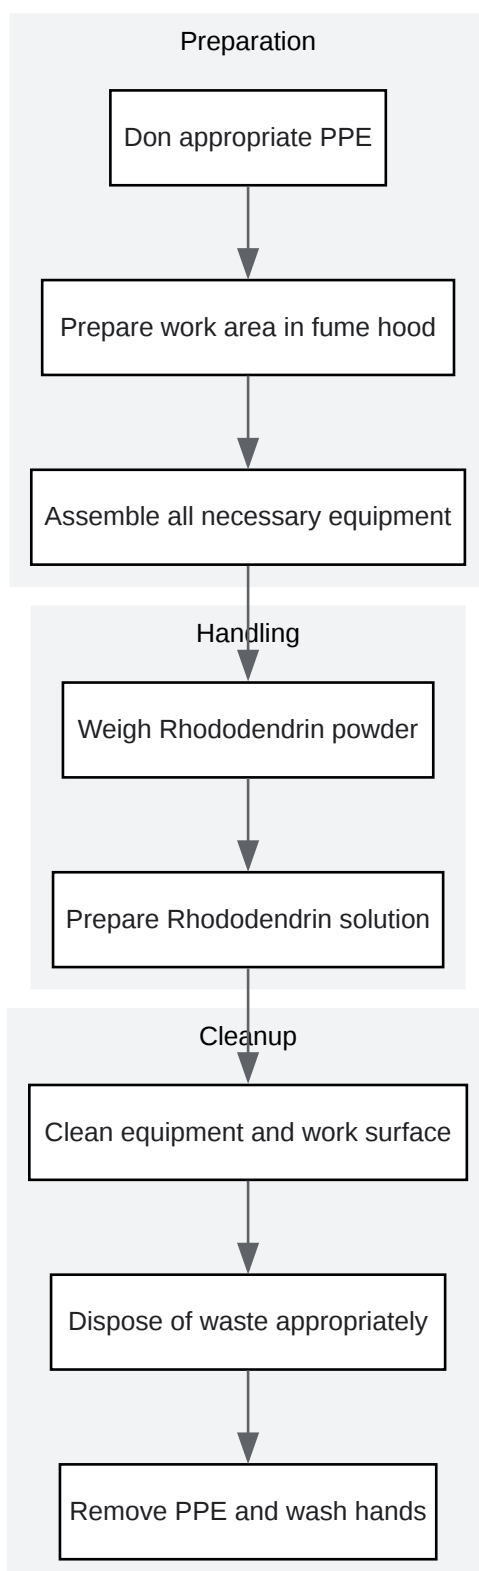 Preparation
Don appropriate PPE
Prepare work area in fume hood
Assemble all necessary equipment
Handling
Weigh Rhododendrin powder
Prepare Rhododendrin solution
Cleanup
Clean equipment and work surface
Dispose of waste appropriately
Remove PPE and wash hands